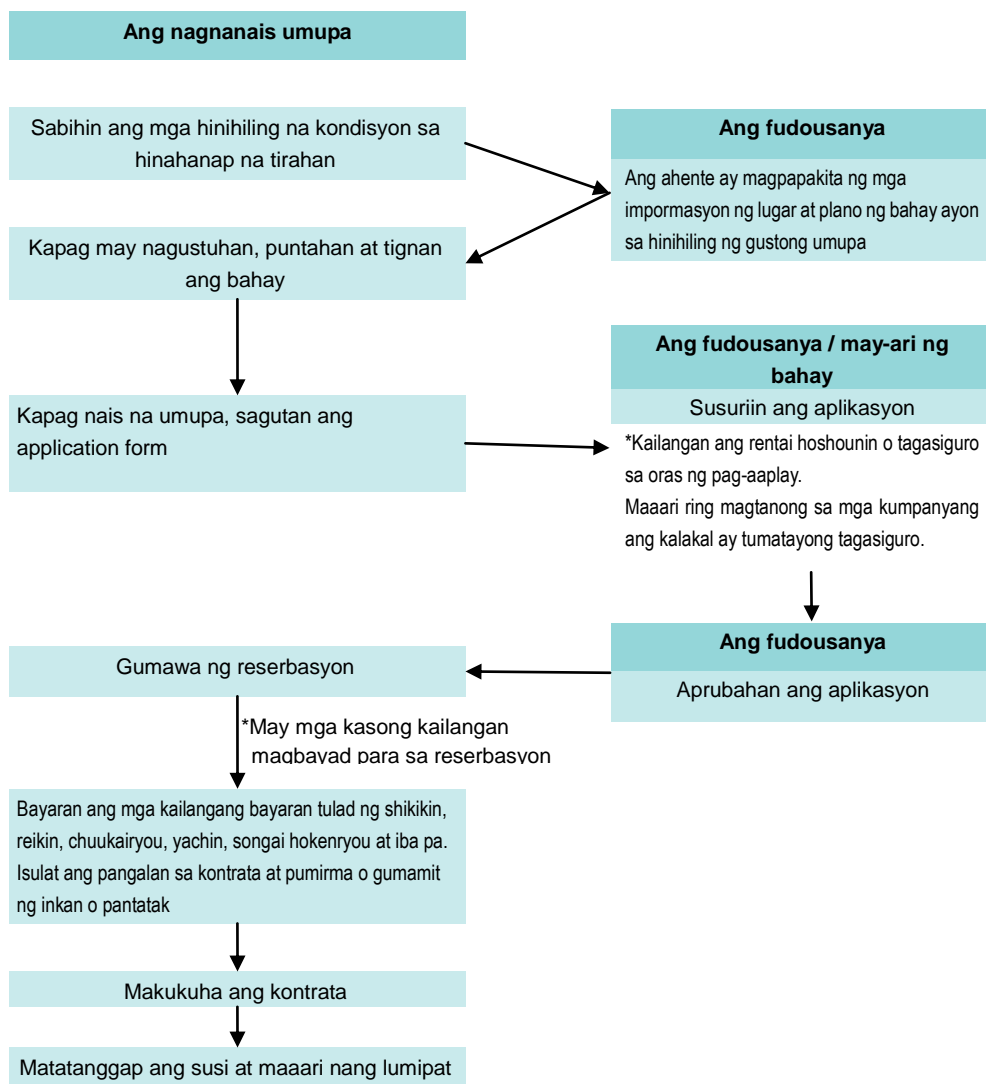 Ang nagnanais umupa
Sabihin ang mga hinihiling na kondisyon sa
hinahanap na tirahan
Ang fudousanya
Ang ahente ay magpapakita ng mga
impormasyon ng lugar at plano ng bahay ayon
sa hinihiling ng gustong umupa
Kapag may nagustuhan, puntahan at tignan
ang bahay
Ang fudousanya / may-ari ng
bahay
Susuriin ang aplikasyon
*Kailangan ang rentai hoshounin o tagasiguro
sa oras ng pag-aaplay.
Maaari ring magtanong sa mga kumpanyang
ang kalakal ay tumatayong tagasiguro.
Kapag nais na umupa, sagutan ang
application form
Ang fudousanya
Aprubahan ang aplikasyon
Gumawa ng reserbasyon
*May mga kasong kailangan
magbayad para sa reserbasyon
Bayaran ang mga kailangang bayaran tulad ng shikikin,
reikin, chuukairyou, yachin, songai hokenryou at iba pa.
Isulat ang pangalan sa kontrata at pumirma o gumamit
ng inkan o pantatak
Makukuha ang kontrata
Matatanggap ang susi at maaari nang lumipat